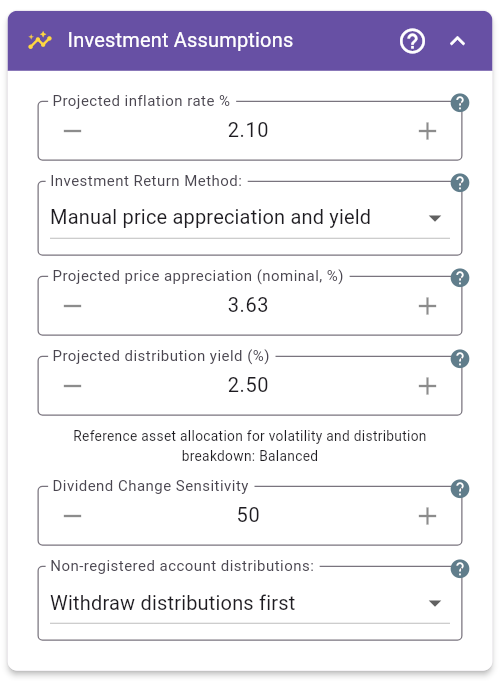 Investment Assumptions
Projected inflation rate %
2.10
Investment Return Method:
Manual price appreciation and yield
Projected price appreciation (nominal, %)
3.63
Projected distribution yield (%)
2.50
Reference asset allocation for volatility and distribution
breakdown: Balanced
Dividend Change Sensitivity
50
Non-registered account distributions:
Withdraw distributions first